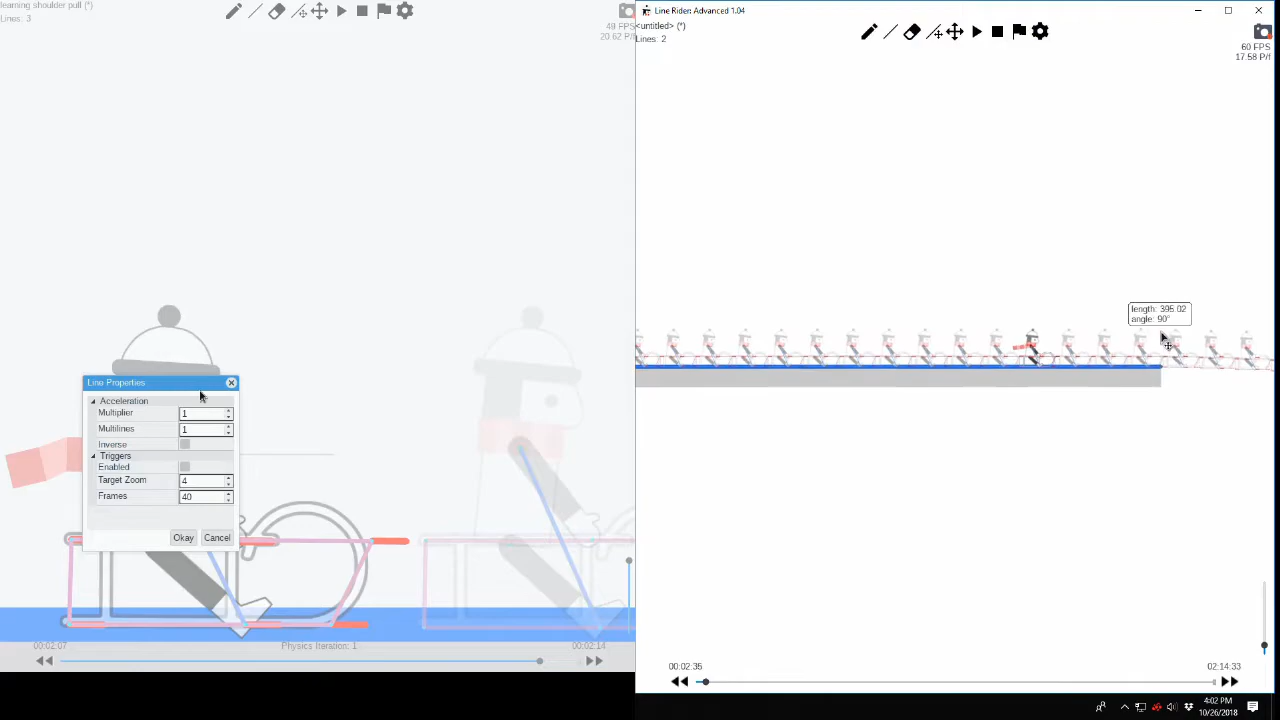 learning shoulder pull (*)
Lines: 3
49 FPS
20.62 P/f
Line Properties
Acceleration
Multiplier 1
Multilines 1
Inverse
Triggers
Enabled
Target Zoom 4
Frames 40
Okay Cancel
00:02:07 Physics Iteration: 1 00:02:14
Line Rider: Advanced 1.04
<untitled> (*)
Lines: 2
60 FPS
17.58 P/f
length: 395.02
angle: 90°
00:02:35 02:14:33
4:02 PM
10/26/2018